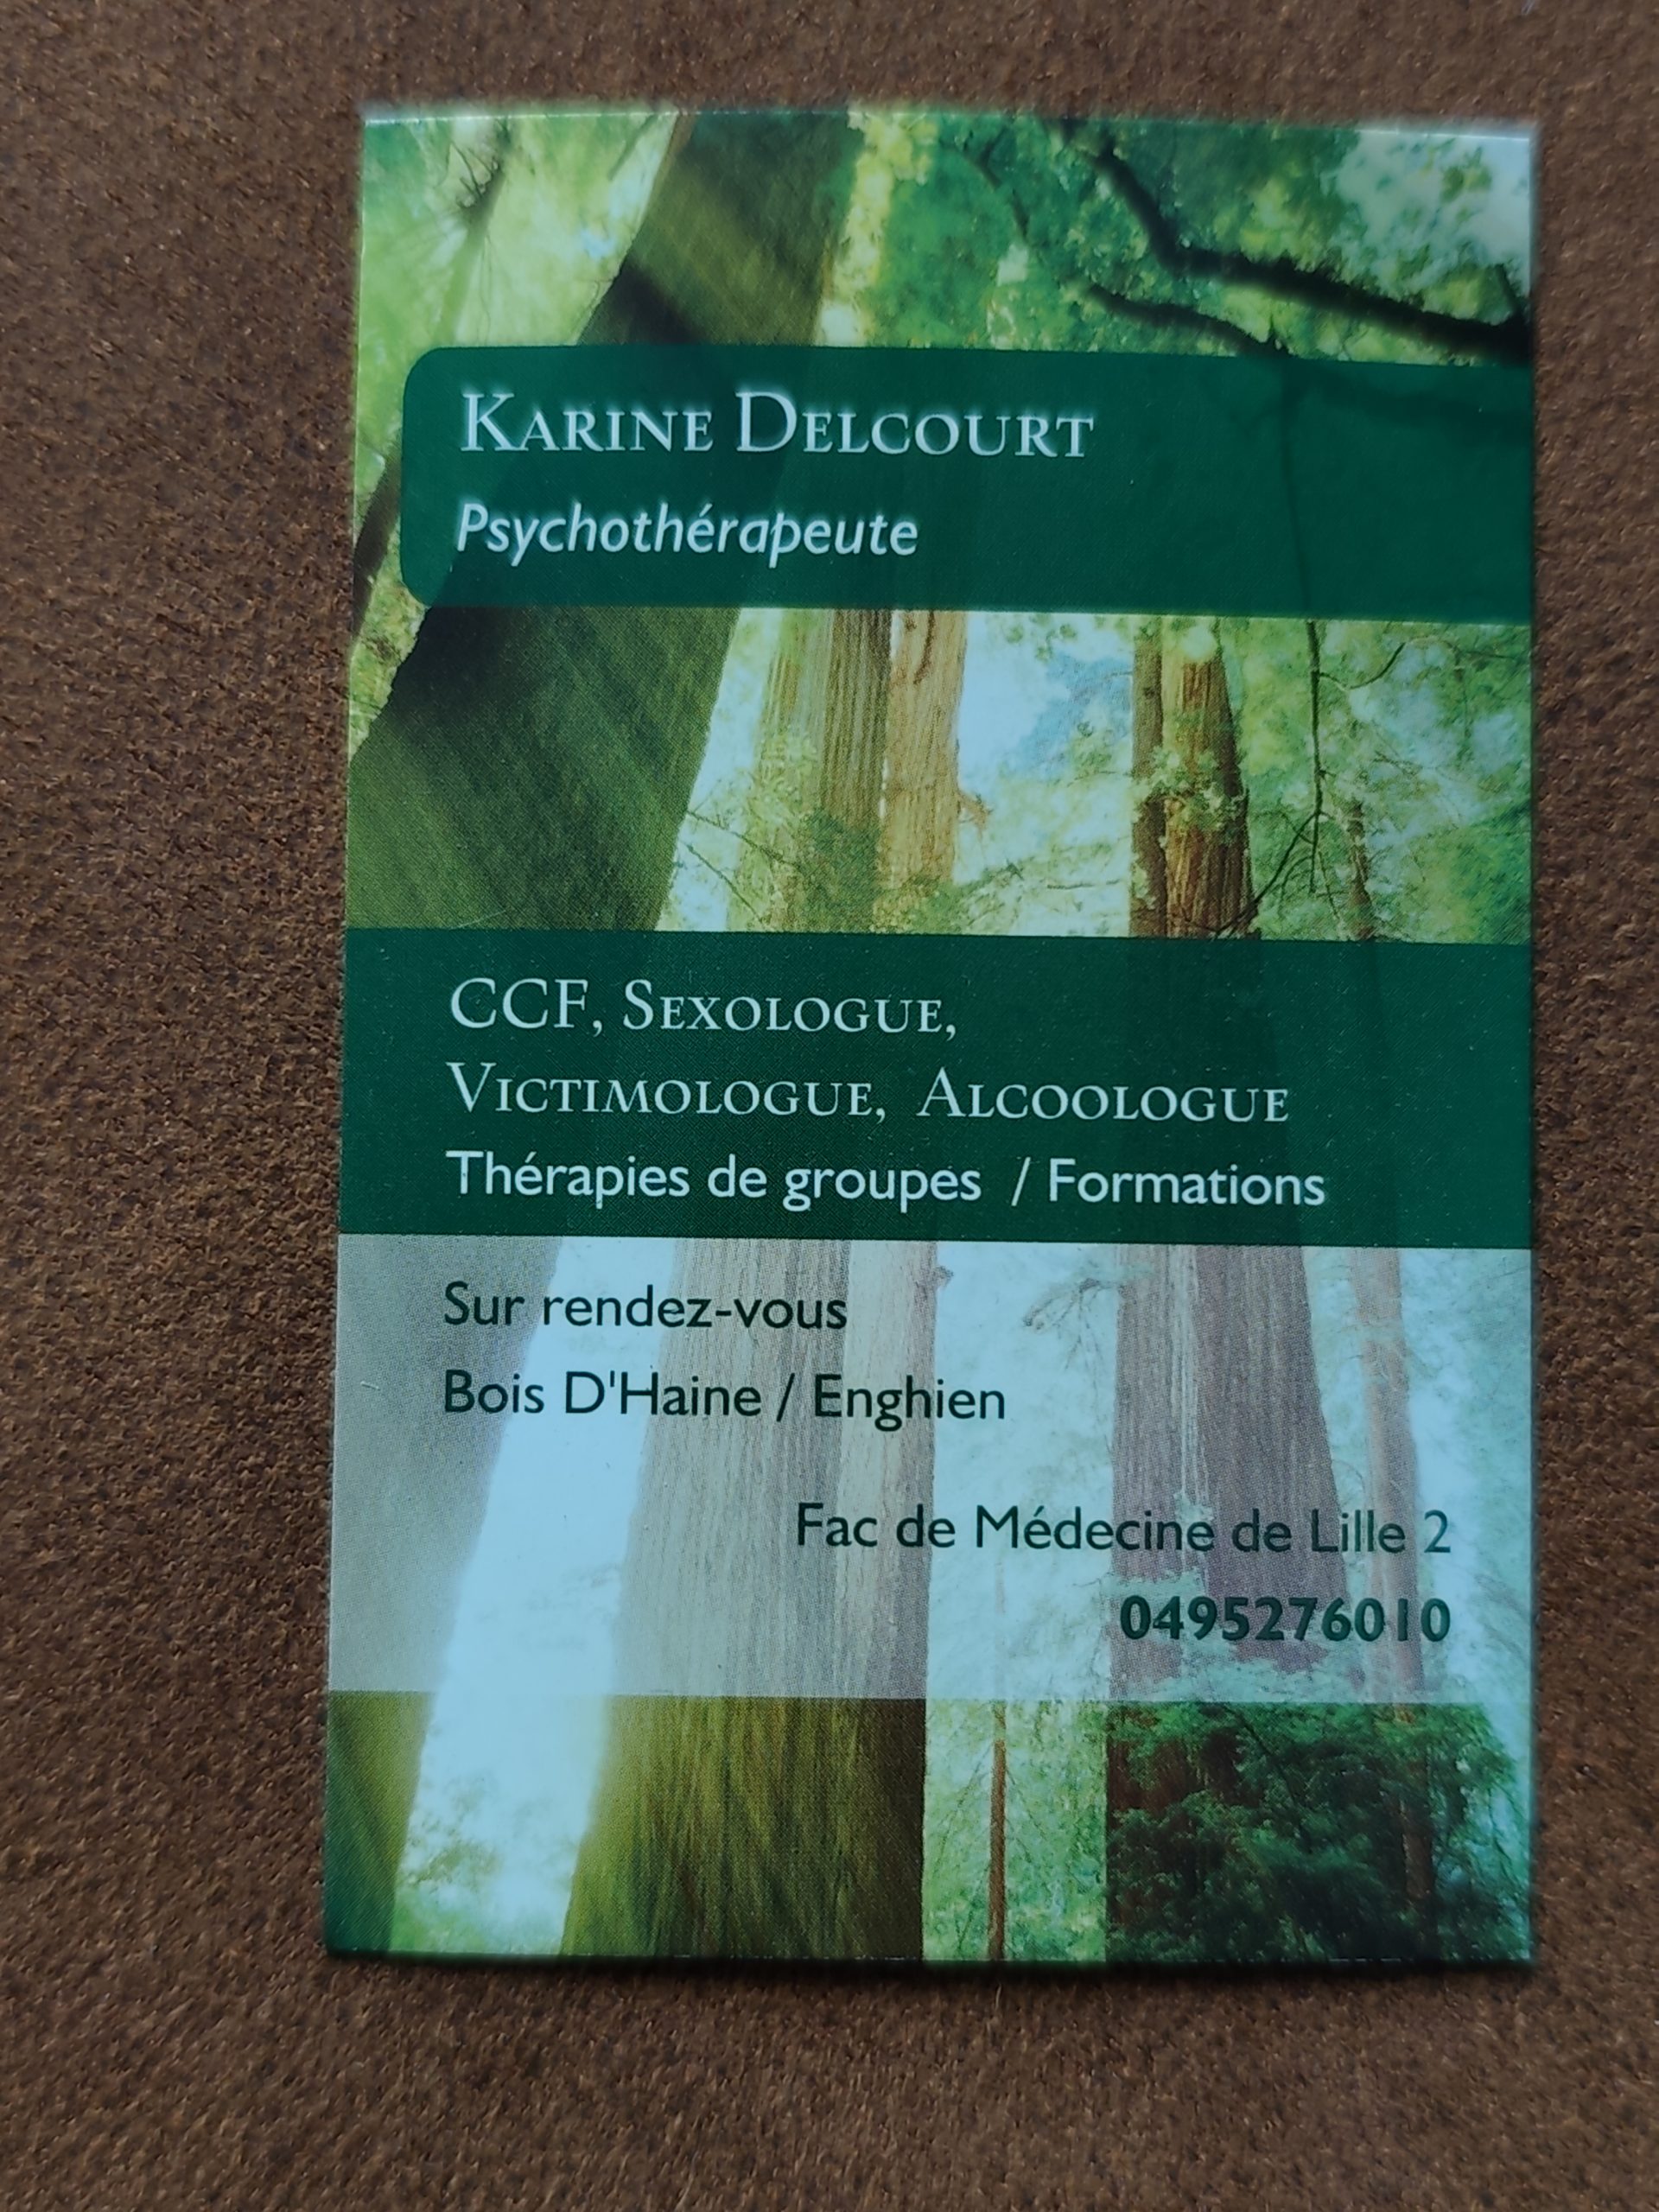 KARINE DELCOURT
Psychothérapeute
CCF, SEXOLOGUE,
VICTIMOLOGUE, ALCOOLOGUE
Thérapies de groupes / Formations
Sur rendez-vous
Bois D'Haine / Enghien
Fac de Médecine de Lille 2
0495276010